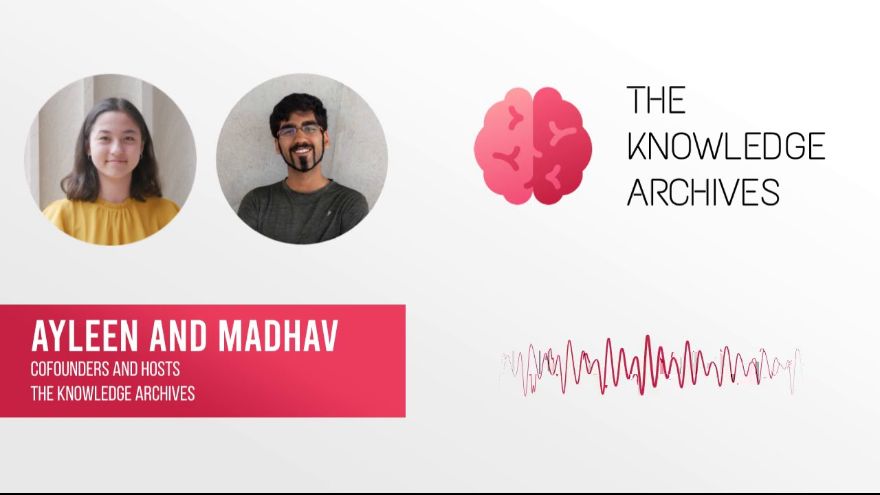 THE
KNOWLEDGE
ARCHIVES
AYLEEN AND MADHAV
COFOUNDERS AND HOSTS
THE KNOWLEDGE ARCHIVES